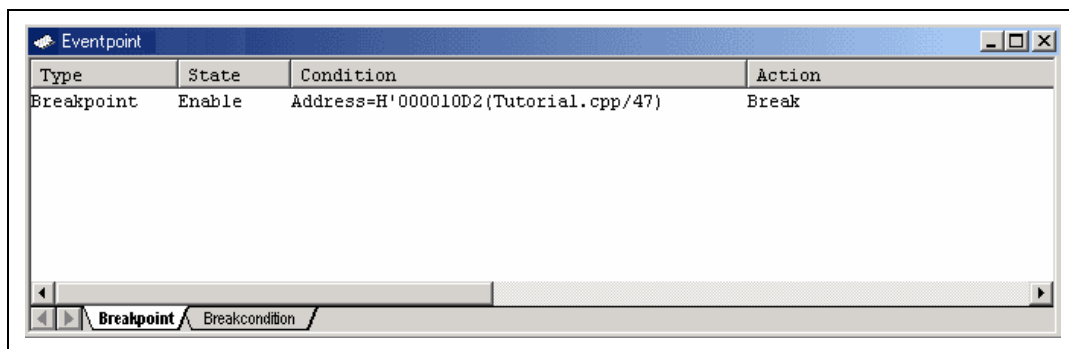 Eventpoint
Type State Condition Action
Breakpoint Enable Address=H'000010D2(Tutorial.cpp/47) Break
Breakpoint Breakcondition